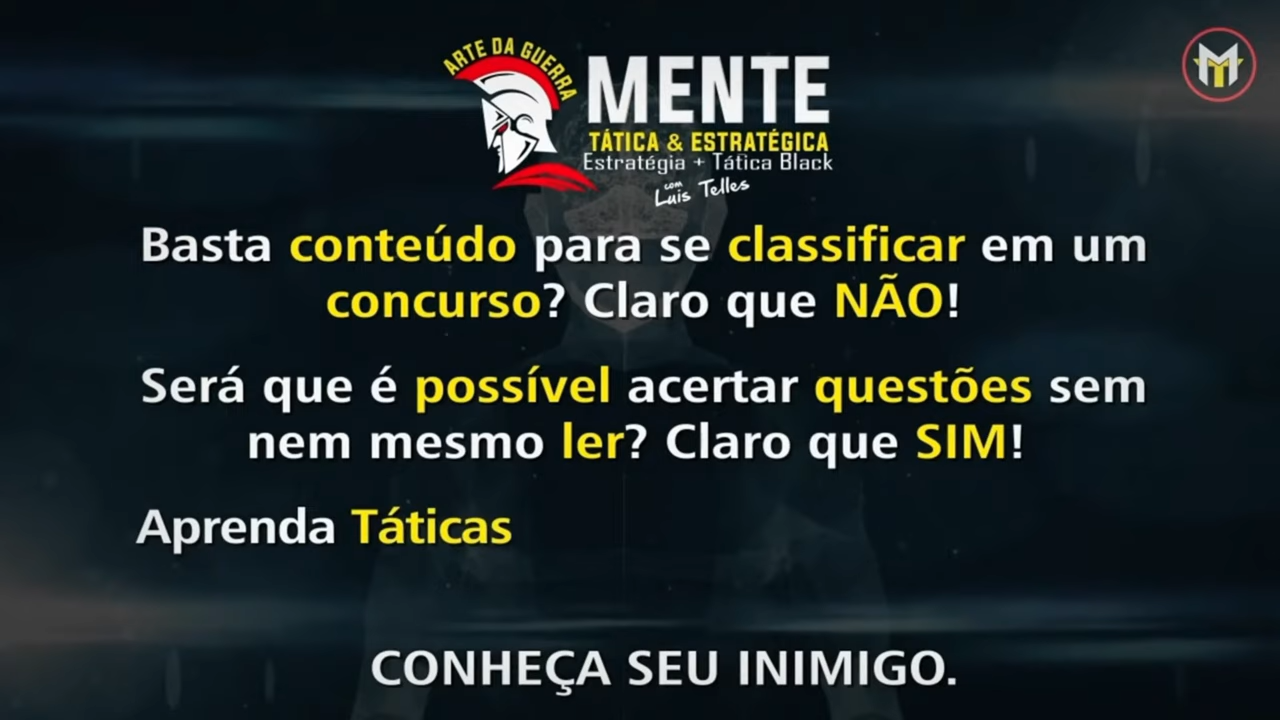 ARTE DA GUERRA
MENTE
TÁTICA & ESTRATÉGICA
Estratégia + Tática Black
com
Luis Telles
MT
Basta conteúdo para se classificar em um
concurso? Claro que NÃO!
Será que é possível acertar questões sem
nem mesmo ler? Claro que SIM!
Aprenda Táticas
CONHEÇA SEU INIMIGO.